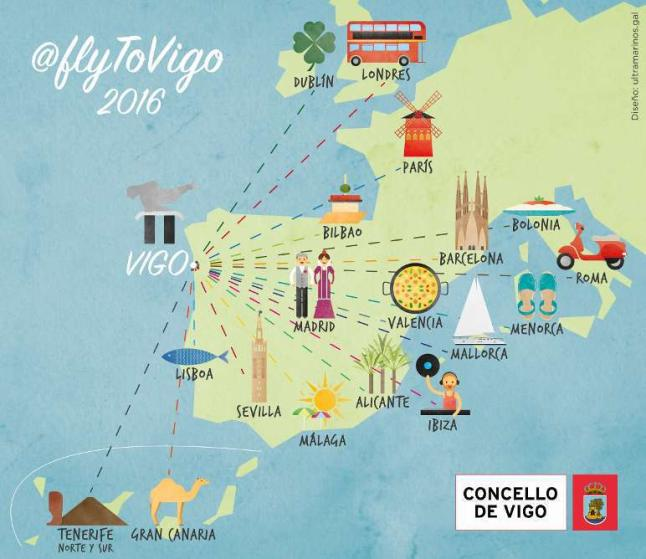 @flyToVigo
2016
DUBLÍN
LONDRES
Diseño: ultramarinos.gal
PARÍS
BILBAO
BARCELONA
BOLONIA
VIGO
ROMA
MADRID
VALENCIA
MENORCA
MALLORCA
LISBOA
SEVILLA
ALICANTE
IBIZA
MÁLAGA
TENERIFE
NORTE Y SUR
GRAN CANARIA
CONCELLO
DE VIGO